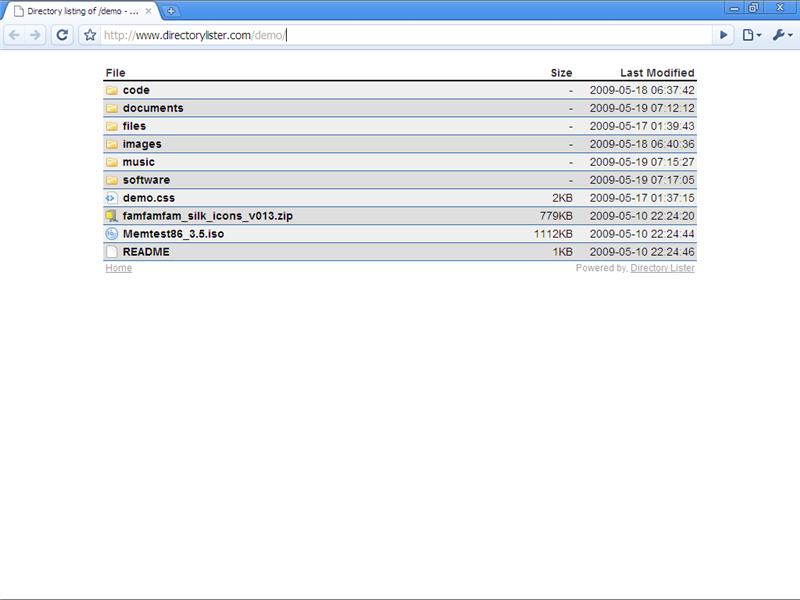 Directory listing of /demo - ...
http://www.directorylister.com/demo/
File Size Last Modified
code - 2009-05-18 06:37:42
documents - 2009-05-19 07:12:12
files - 2009-05-17 01:39:43
images - 2009-05-18 06:40:36
music - 2009-05-19 07:15:27
software - 2009-05-19 07:17:05
demo.css 2KB 2009-05-17 01:37:15
famfamfam_silk_icons_v013.zip 779KB 2009-05-10 22:24:20
Memtest86_3.5.iso 1112KB 2009-05-10 22:24:44
README 1KB 2009-05-10 22:24:46
Home Powered by, Directory Lister